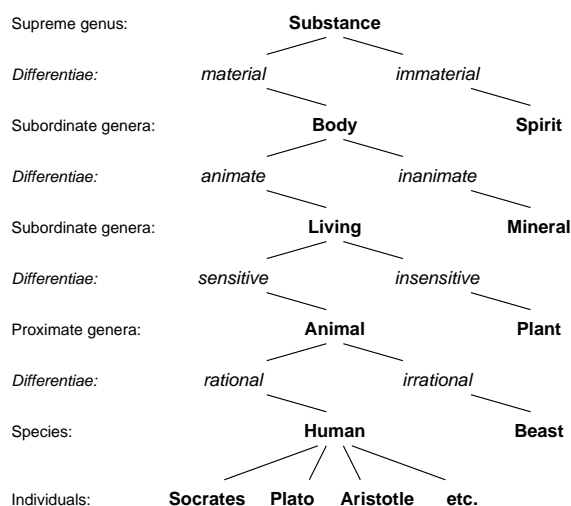 Supreme genus: Substance
Differentiae: material immaterial
Subordinate genera: Body Spirit
Differentiae: animate inanimate
Subordinate genera: Living Mineral
Differentiae: sensitive insensitive
Proximate genera: Animal Plant
Differentiae: rational irrational
Species: Human Beast
Individuals: Socrates Plato Aristotle etc.